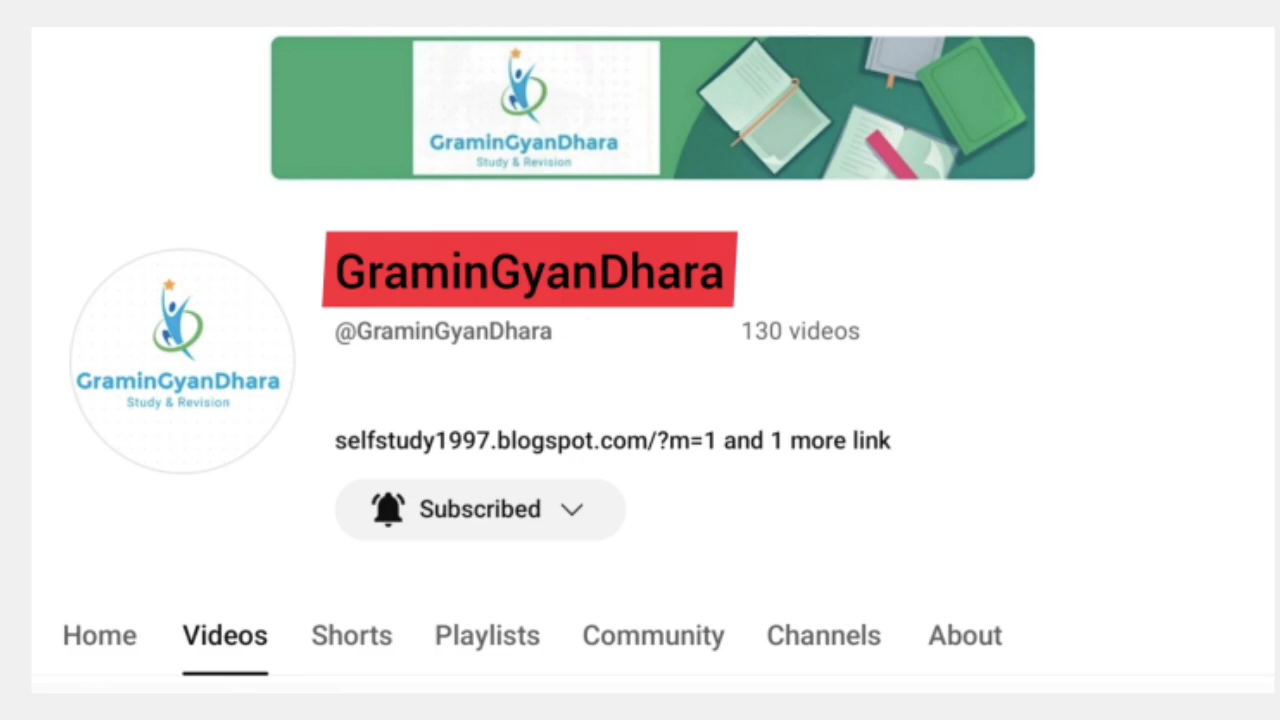 GraminGyanDhara
Study & Revision
GraminGyanDhara
@GraminGyanDhara 130 videos
GraminGyanDhara
Study & Revision
selfstudy1997.blogspot.com/?m=1 and 1 more link
Subscribed
Home Videos Shorts Playlists Community Channels About